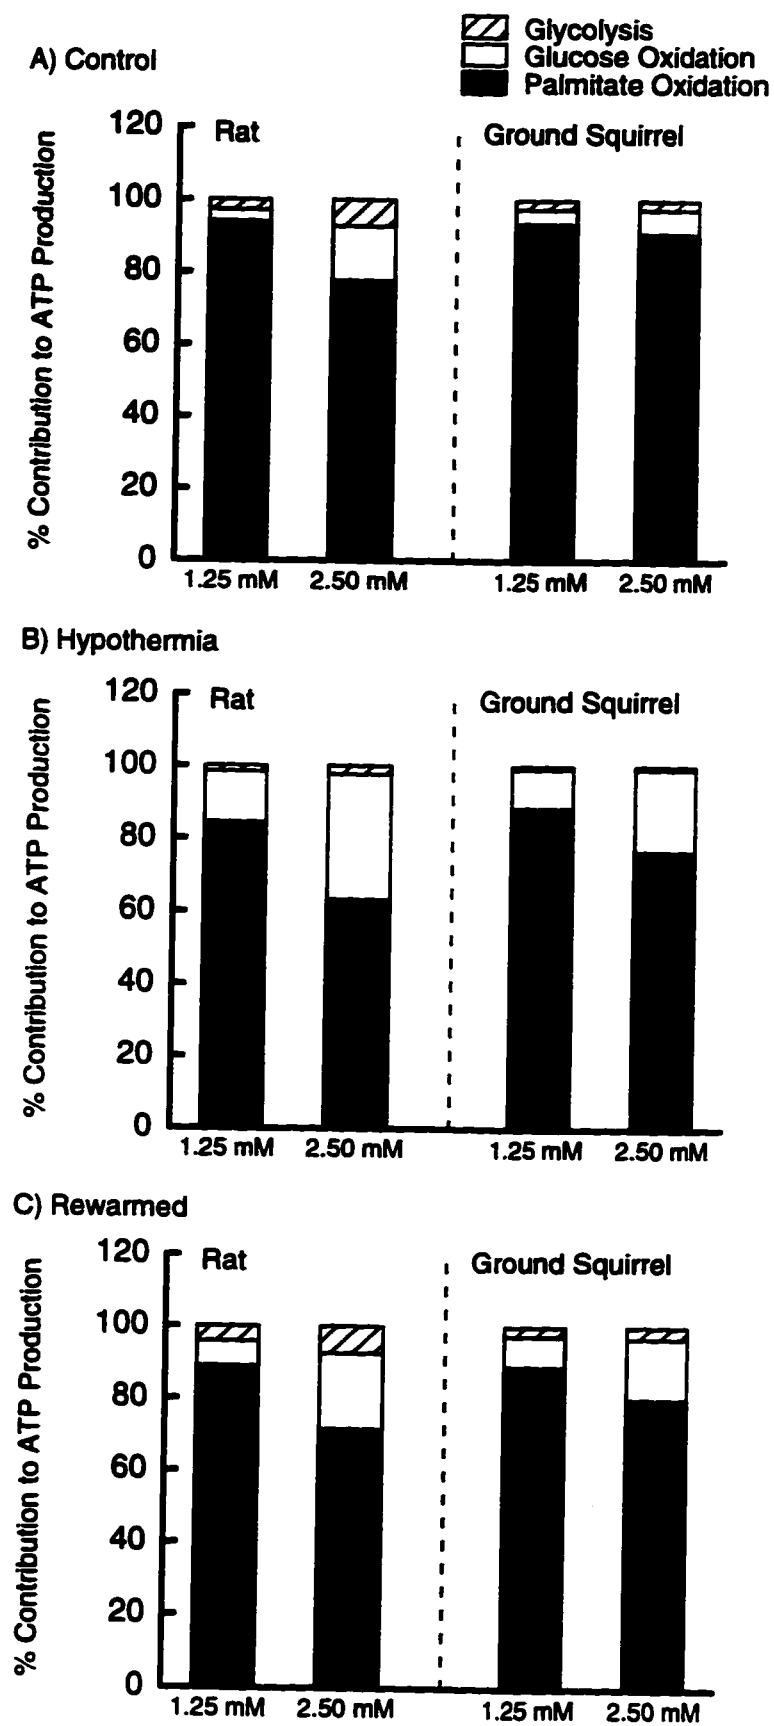 Glycolysis
Glucose Oxidation
Palmitate Oxidation
A) Control
% Contribution to ATP Production
120
100
80
60
40
20
0
Rat
Ground Squirrel
1.25 mM 2.50 mM 1.25 mM 2.50 mM
B) Hypothermia
% Contribution to ATP Production
120
100
80
60
40
20
0
Rat
Ground Squirrel
1.25 mM 2.50 mM 1.25 mM 2.50 mM
C) Rewarmed
% Contribution to ATP Production
120
100
80
60
40
20
0
Rat
Ground Squirrel
1.25 mM 2.50 mM 1.25 mM 2.50 mM